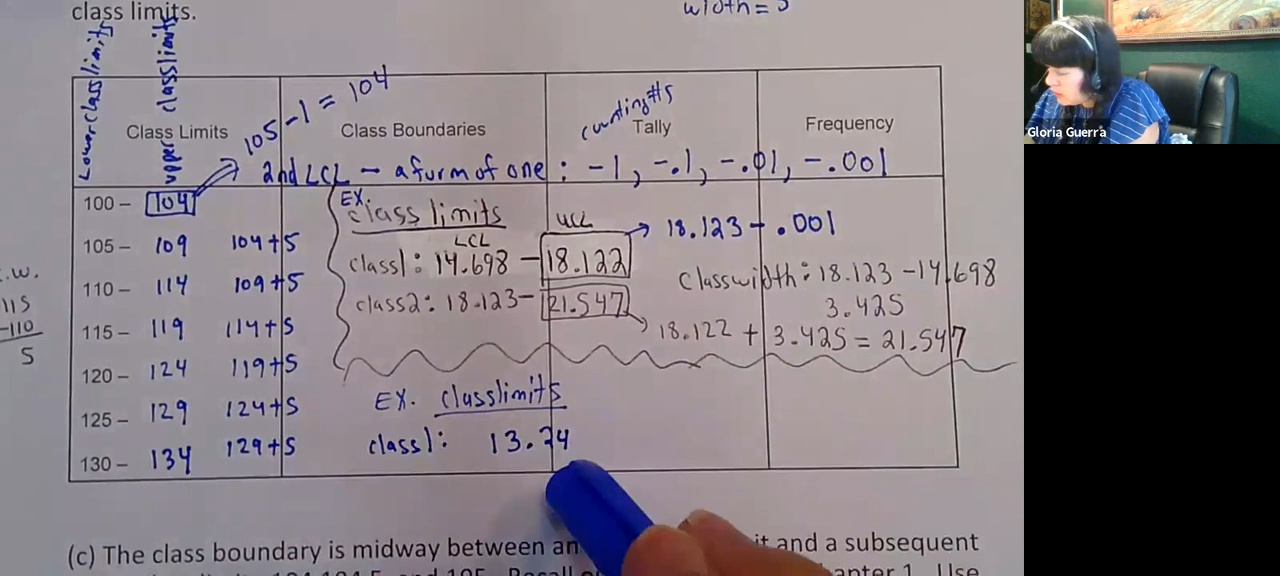 class limits.
width = 5
Lower class limits
upper class limits
Class Limits
Class Boundaries
Tally
Frequency
counting #s
105 - 1 = 104
2nd LCL - a form of one : -1, -.1, -.01, -.001
100 - 104
105 - 109 104+5
110 - 114 109+5
115 - 119 114+5
120 - 124 119+5
125 - 129 124+5
130 - 134 129+5
c.w.
115
-110
5
EX.
class limits
LCL
UCL
class 1: 14.698 - 18.122
18.123 - .001
class 2: 18.123 - 21.547
Class width: 18.123 - 14.698
3.425
18.122 + 3.425 = 21.547
EX. class limits
class 1: 13.74
(c) The class boundary is midway between an
it and a subsequent
Gloria Guerra